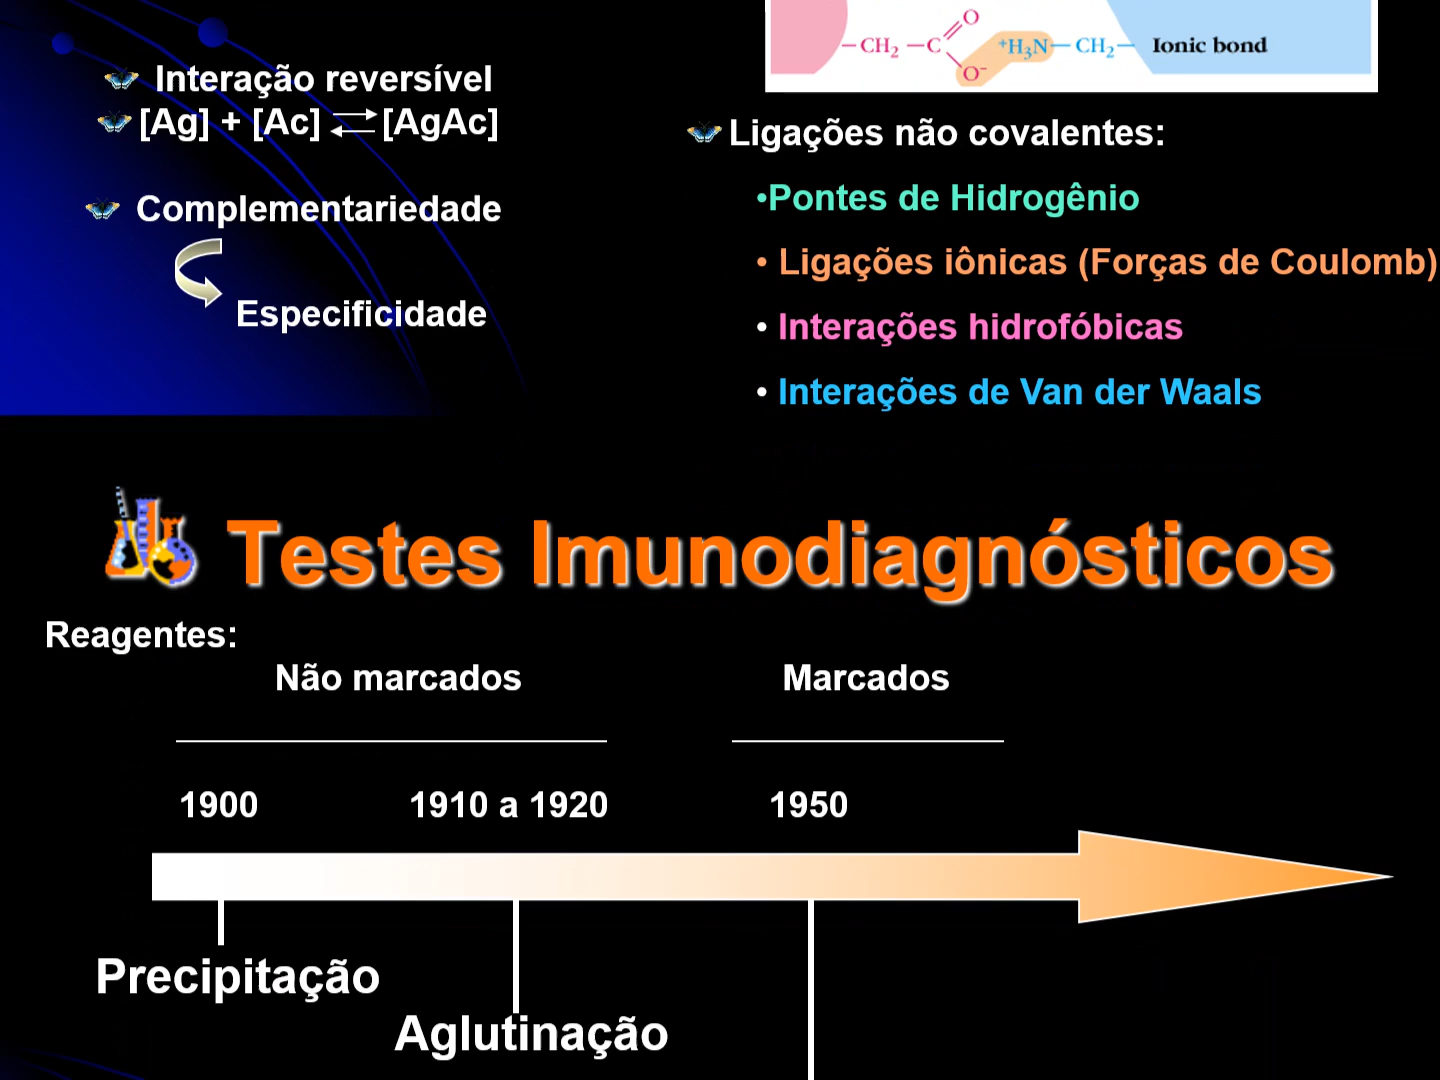 —CH2—C
O
O⁻
⁺H3N—CH2— Ionic bond
Interação reversível
[Ag] + [Ac] ⇄ [AgAc]
Complementariedade
Especificidade
Ligações não covalentes:
•Pontes de Hidrogênio
• Ligações iônicas (Forças de Coulomb)
• Interações hidrofóbicas
• Interações de Van der Waals
Testes Imunodiagnósticos
Reagentes:
Não marcados Marcados
1900 1910 a 1920 1950
Precipitação
Aglutinação